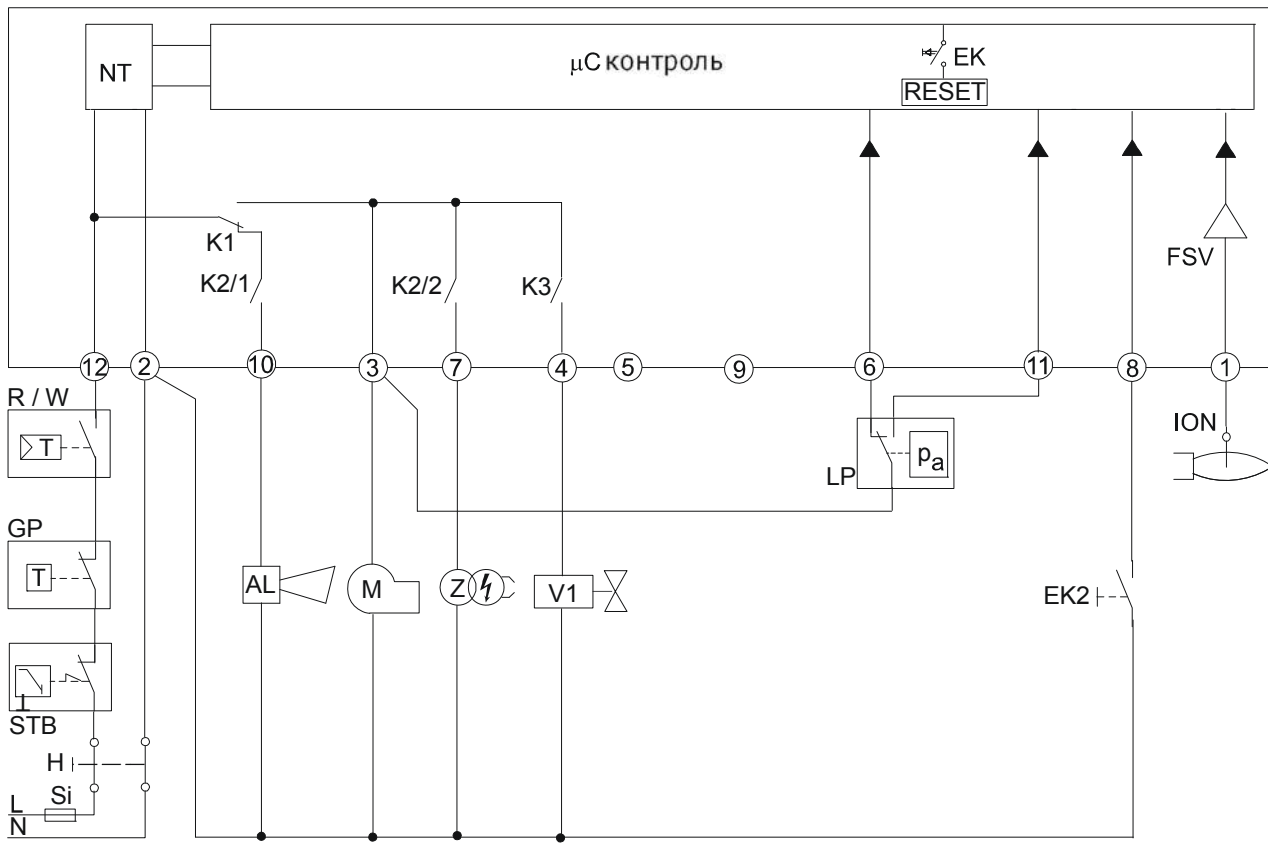 NT
μC контроль
EK
RESET
FSV
K1
K2/1
K2/2
K3
12
2
10
3
7
4
5
9
6
11
8
1
R / W
T
LP
pa
ION
GP
T
AL
M
Z
V1
EK2
STB
H
Si
L
N